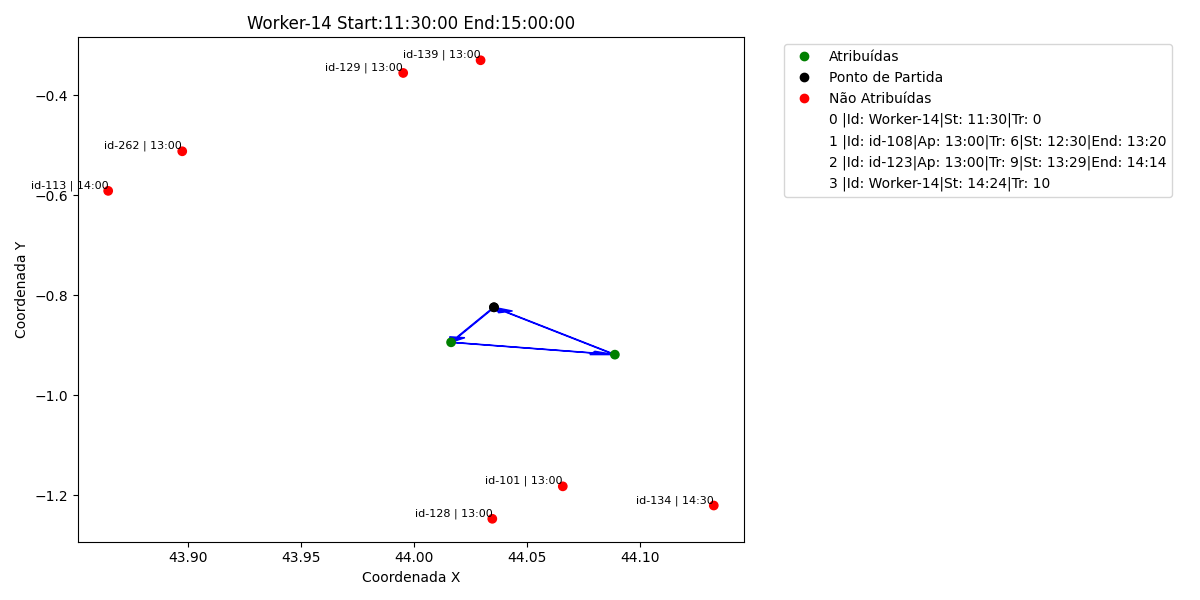 Worker-14 Start:11:30:00 End:15:00:00
id-139 | 13:00
id-129 | 13:00
id-262 | 13:00
id-113 | 14:00
id-101 | 13:00
id-134 | 14:30
id-128 | 13:00
−0.4
−0.6
−0.8
−1.0
−1.2
Coordenada Y
43.90
43.95
44.00
44.05
44.10
Coordenada X
Atribuídas
Ponto de Partida
Não Atribuídas
0 |Id: Worker-14|St: 11:30|Tr: 0
1 |Id: id-108|Ap: 13:00|Tr: 6|St: 12:30|End: 13:20
2 |Id: id-123|Ap: 13:00|Tr: 9|St: 13:29|End: 14:14
3 |Id: Worker-14|St: 14:24|Tr: 10